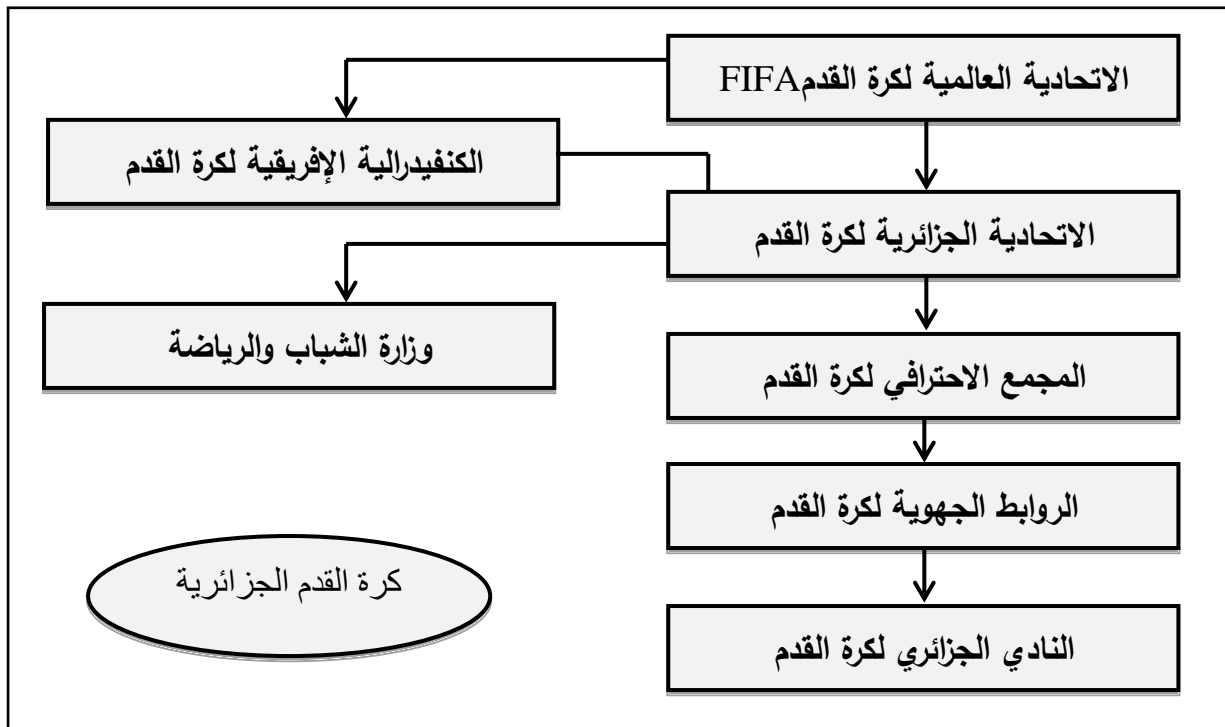 الاتحادية العالمية لكرة القدمFIFA
الكنفيدرالية الإفريقية لكرة القدم
الاتحادية الجزائرية لكرة القدم
وزارة الشباب والرياضة
المجمع الاحترافي لكرة القدم
الروابط الجهوية لكرة القدم
كرة القدم الجزائرية
النادي الجزائري لكرة القدم